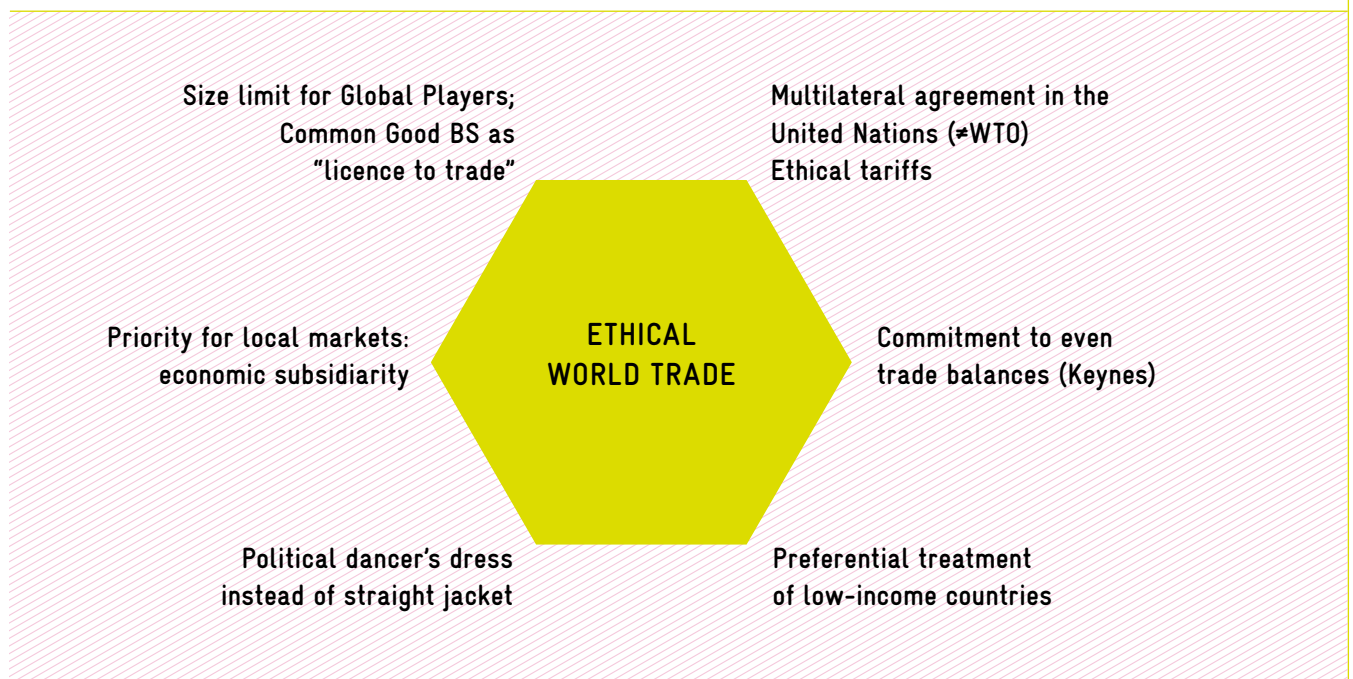 Size limit for Global Players;
Common Good BS as
"licence to trade"
Multilateral agreement in the
United Nations (≠WTO)
Ethical tariffs
Priority for local markets:
economic subsidiarity
ETHICAL
WORLD TRADE
Commitment to even
trade balances (Keynes)
Political dancer's dress
instead of straight jacket
Preferential treatment
of low-income countries